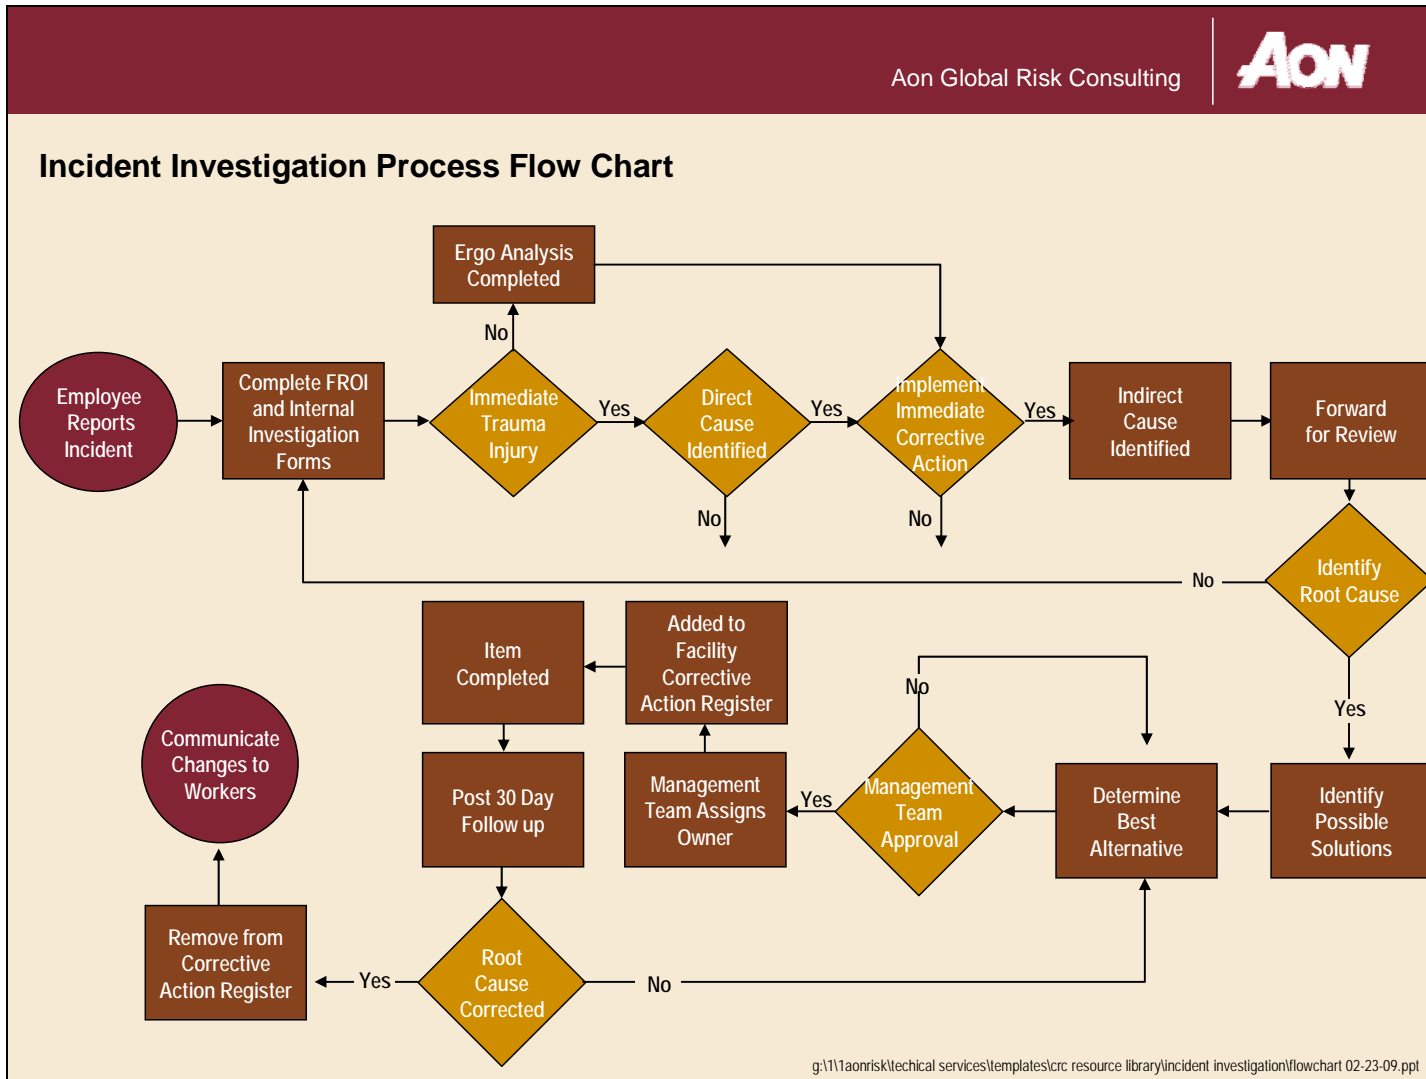 Aon Global Risk Consulting
AON
Incident Investigation Process Flow Chart
Ergo Analysis
Completed
No
Employee
Reports
Incident
Complete FROI
and Internal
Investigation
Forms
Immediate
Trauma
Injury
Yes
Direct
Cause
Identified
Yes
Implement
Immediate
Corrective
Action
Yes
Indirect
Cause
Identified
Forward
for Review
No
No
Identify
Root Cause
No
Yes
Item
Completed
Added to
Facility
Corrective
Action Register
No
Communicate
Changes to
Workers
Post 30 Day
Follow up
Management
Team Assigns
Owner
Yes
Management
Team
Approval
Determine
Best
Alternative
Identify
Possible
Solutions
Remove from
Corrective
Action Register
Yes
Root
Cause
Corrected
No
g:\1\1aonrisk\techical services\templates\crc resource library\incident investigation\flowchart 02-23-09.ppt